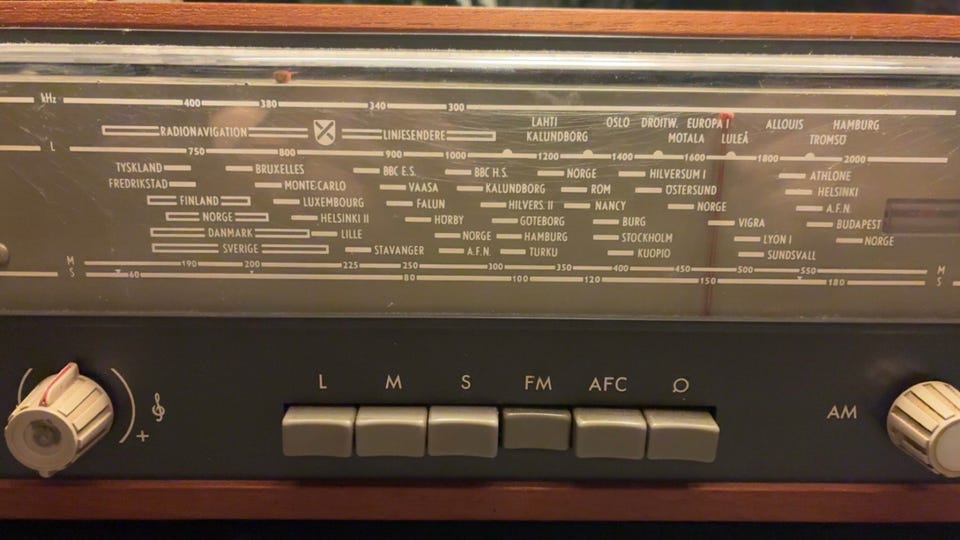 kHz 400 380 340 300
LAHTI OSLO DROITW. EUROPA I ALLOUIS HAMBURG
RADIONAVIGATION LINJESENDERE KALUNDBORG MOTALA LULEÅ TROMSÖ
L 750 800 900 1000 1200 1400 1600 1800 2000
TYSKLAND BRUXELLES BBC E.S. BBC H.S. NORGE HILVERSUM I ATHLONE
FREDRIKSTAD MONTE-CARLO VAASA KALUNDBORG RÖM ÖSTERSUND HELSINKI
FINLAND LUXEMBOURG FALUN HILVERS. II NANCY NORGE A.F.N.
NORGE HELSINKI II HÖRBY GÖTEBORG BURG VIGRA BUDAPEST
DANMARK LILLE NORGE HAMBURG STOCKHOLM LYON I NORGE
SVERIGE STAVANGER A.F.N. TURKU KUOPIO SUNDSVALL
M 190 200 225 250 300 350 400 450 500 550 M
S 60 80 100 120 150 180 S
L M S FM AFC
AM
+